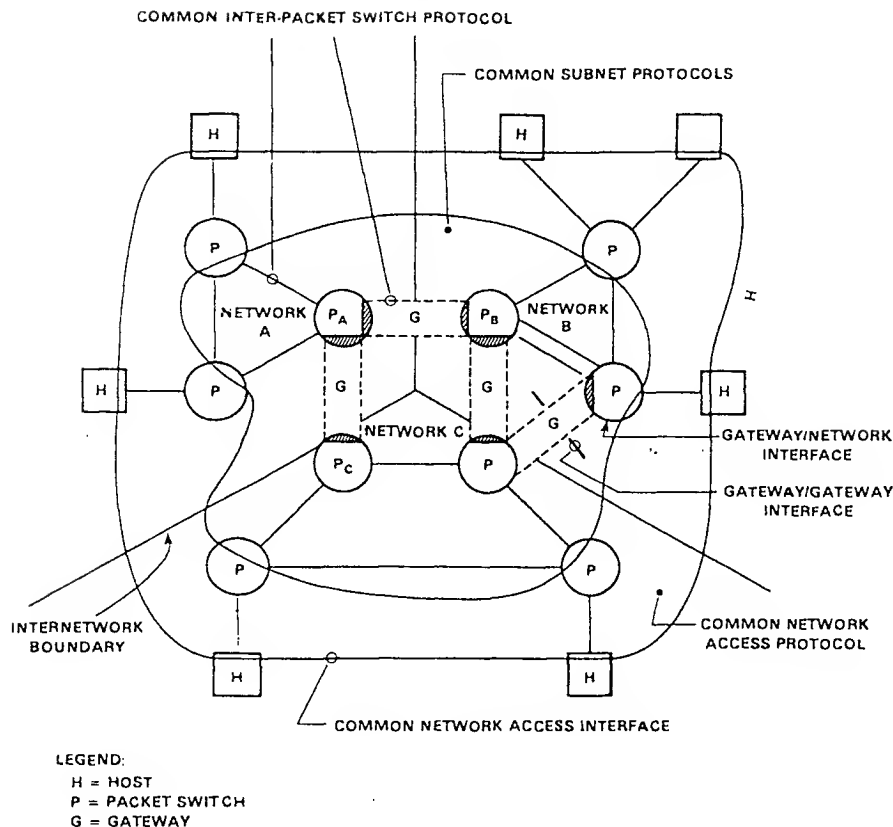 COMMON INTER-PACKET SWITCH PROTOCOL
COMMON SUBNET PROTOCOLS
H
H
P
P
NETWORK
A
PA
G
PB
NETWORK
B
H
H
P
G
G
G
P
H
NETWORK C
GATEWAY/NETWORK
INTERFACE
PC
P
GATEWAY/GATEWAY
INTERFACE
P
P
INTERNETWORK
BOUNDARY
COMMON NETWORK
ACCESS PROTOCOL
H
H
COMMON NETWORK ACCESS INTERFACE
LEGEND:
H = HOST
P = PACKET SWITCH
G = GATEWAY